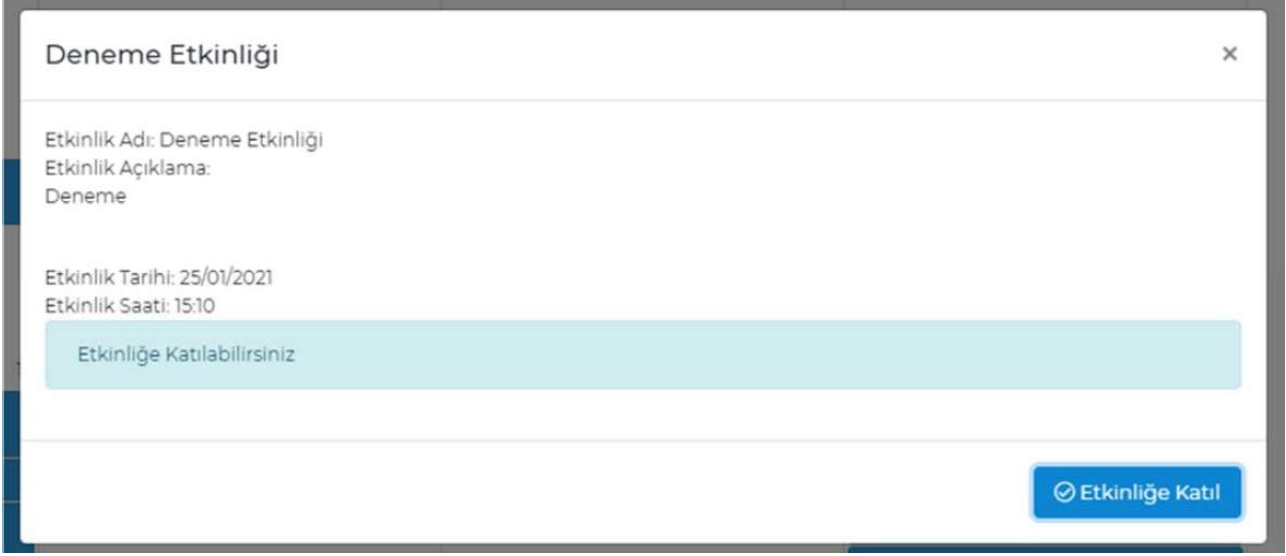 Deneme Etkinliği
×
Etkinlik Adı: Deneme Etkinliği
Etkinlik Açıklama:
Deneme
Etkinlik Tarihi: 25/01/2021
Etkinlik Saati: 15:10
Etkinliğe Katılabilirsiniz
Etkinliğe Katıl